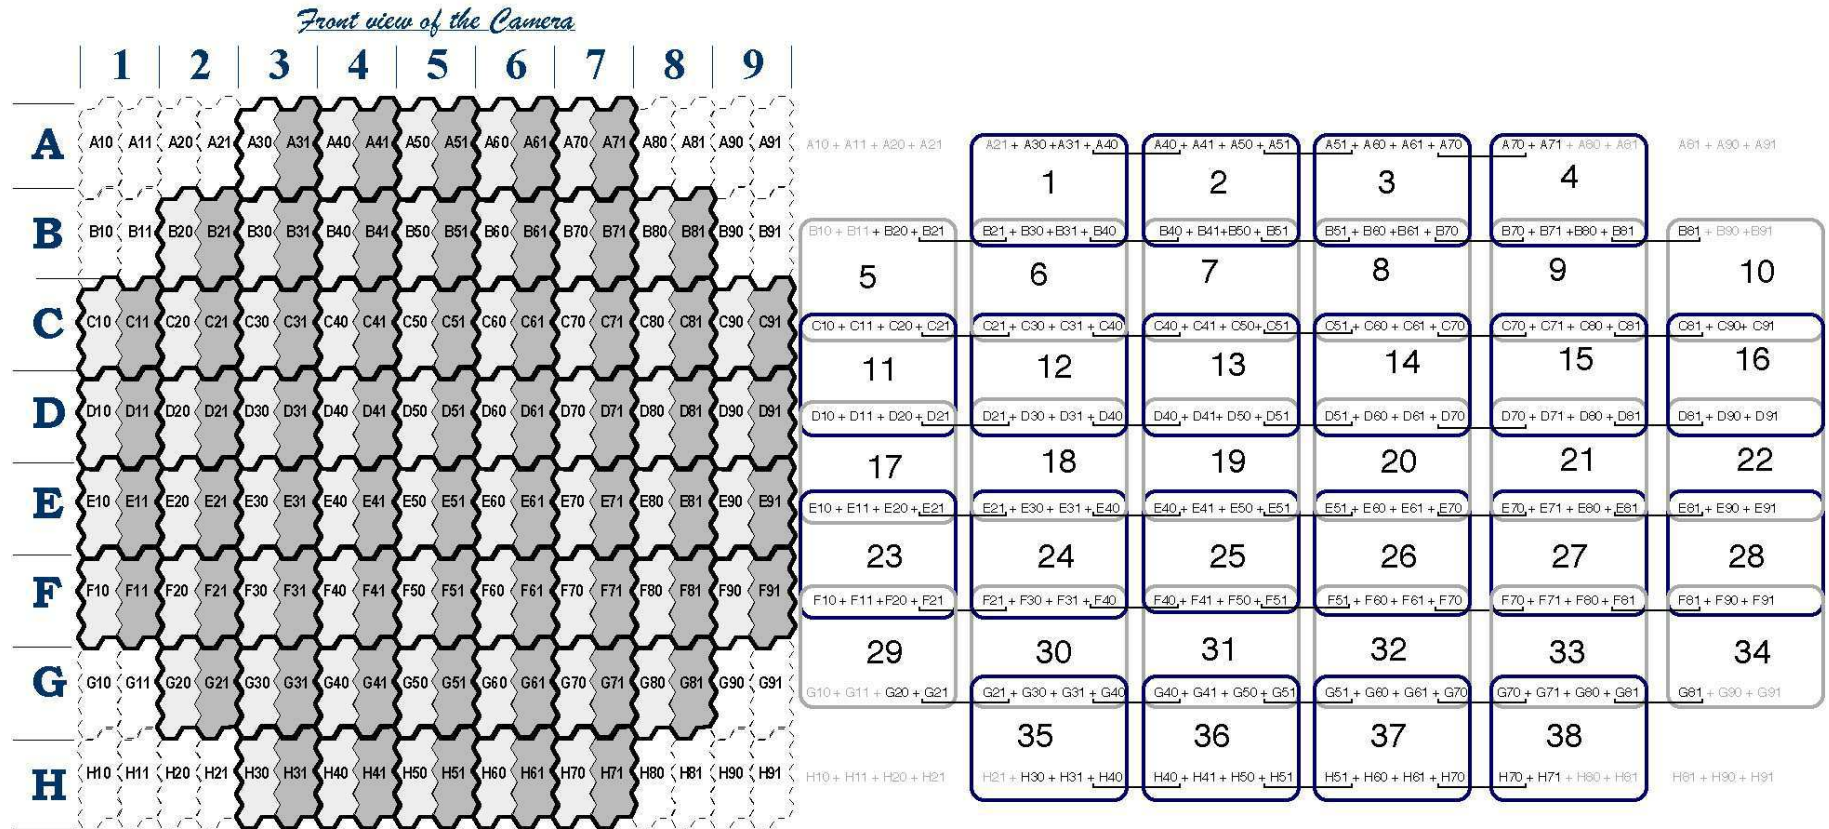 Front view of the Camera
1 2 3 4 5 6 7 8 9
A A10 A11 A20 A21 A30 A31 A40 A41 A50 A51 A60 A61 A70 A71 A80 A81 A90 A91
B B10 B11 B20 B21 B30 B31 B40 B41 B50 B51 B60 B61 B70 B71 B80 B81 B90 B91
C C10 C11 C20 C21 C30 C31 C40 C41 C50 C51 C60 C61 C70 C71 C80 C81 C90 C91
D D10 D11 D20 D21 D30 D31 D40 D41 D50 D51 D60 D61 D70 D71 D80 D81 D90 D91
E E10 E11 E20 E21 E30 E31 E40 E41 E50 E51 E60 E61 E70 E71 E80 E81 E90 E91
F F10 F11 F20 F21 F30 F31 F40 F41 F50 F51 F60 F61 F70 F71 F80 F81 F90 F91
G G10 G11 G20 G21 G30 G31 G40 G41 G50 G51 G60 G61 G70 G71 G80 G81 G90 G91
H H10 H11 H20 H21 H30 H31 H40 H41 H50 H51 H60 H61 H70 H71 H80 H81 H90 H91
A10 + A11 + A20 + A21 A21 + A30 +A31 + A40 A40 + A41 + A50 + A51 A51 + A60 + A61 + A70 A70 + A71 + A80 + A81 A81 + A90 + A91
1 2 3 4
B10 + B11 + B20 + B21 B21 + B30 +B31 + B40 B40 + B41+B50 + B51 B51 + B60 +B61 + B70 B70 + B71 +B80 + B81 B81 + B90 +B91
5 6 7 8 9 10
C10 + C11 + C20 + C21 C21 + C30 + C31 + C40 C40 + C41 + C50+ C51 C51 + C60 + C61 + C70 C70 + C71 + C80 + C81 C81 + C90+ C91
11 12 13 14 15 16
D10 + D11 + D20 + D21 D21 + D30 + D31 + D40 D40 + D41+ D50 + D51 D51 + D60 + D61 + D70 D70 + D71 + D80 + D81 D81 + D90 + D91
17 18 19 20 21 22
E10 + E11 + E20 + E21 E21 + E30 + E31 + E40 E40 + E41 + E50 + E51 E51 + E60 + E61 + E70 E70 + E71 + E80 + E81 E81 + E90 + E91
23 24 25 26 27 28
F10 + F11 +F20 + F21 F21 + F30 + F31 + F40 F40 + F41 + F50 + F51 F51 + F60 + F61 + F70 F70 + F71 + F80 + F81 F81 + F90 + F91
29 30 31 32 33 34
G10 + G11 + G20 + G21 G21 + G30 + G31 + G40 G40 + G41 + G50 + G51 G51 + G60 + G61 + G70 G70 + G71 + G80 + G81 G81 + G90 + G91
35 36 37 38
H10 + H11 + H20 + H21 H21 + H30 + H31 + H40 H40 + H41 + H50 + H51 H51 + H60 + H61 + H70 H70 + H71 + H80 + H81 H81 + H90 + H91